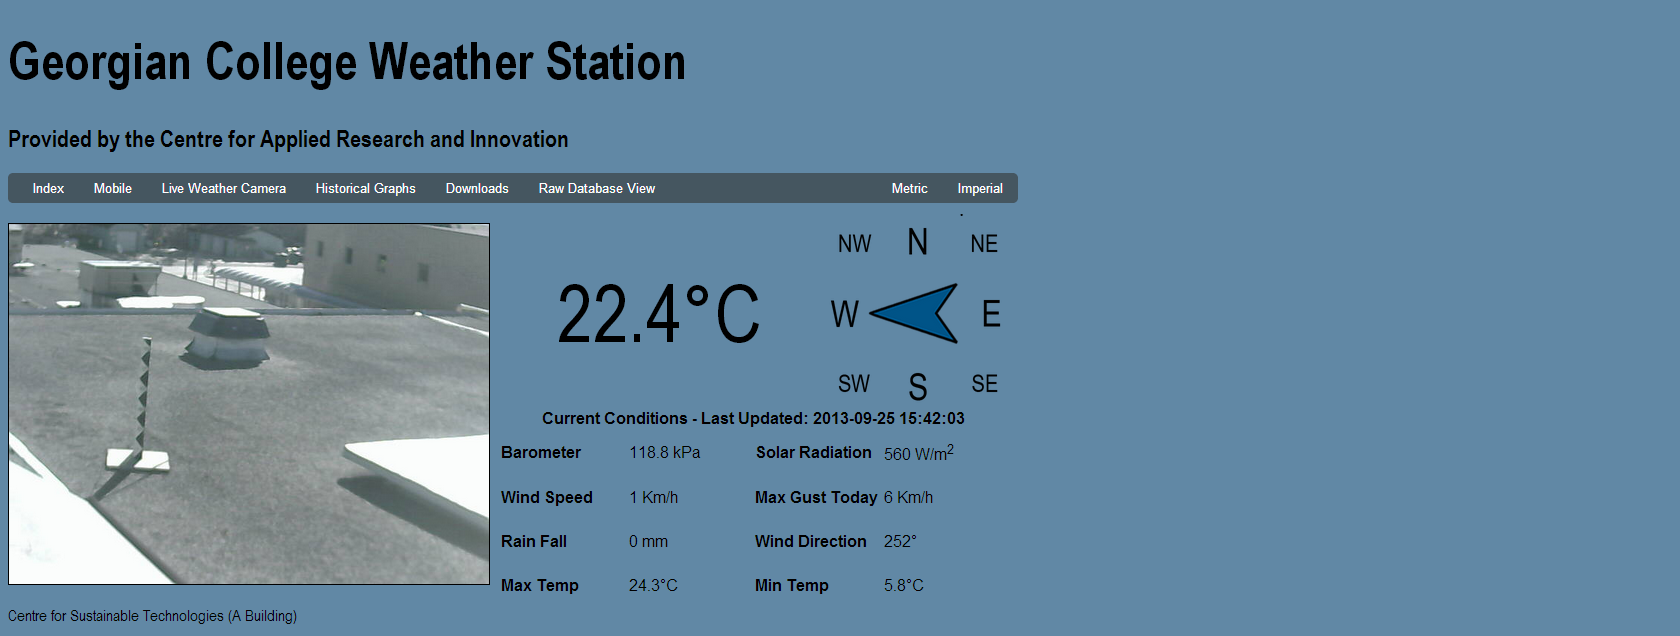 Georgian College Weather Station
Provided by the Centre for Applied Research and Innovation
Index Mobile Live Weather Camera Historical Graphs Downloads Raw Database View Metric Imperial
NW N NE
22.4°C
W E
SW S SE
Current Conditions - Last Updated: 2013-09-25 15:42:03
Barometer 118.8 kPa Solar Radiation 560 W/m²
Wind Speed 1 Km/h Max Gust Today 6 Km/h
Rain Fall 0 mm Wind Direction 252°
Max Temp 24.3°C Min Temp 5.8°C
Centre for Sustainable Technologies (A Building)